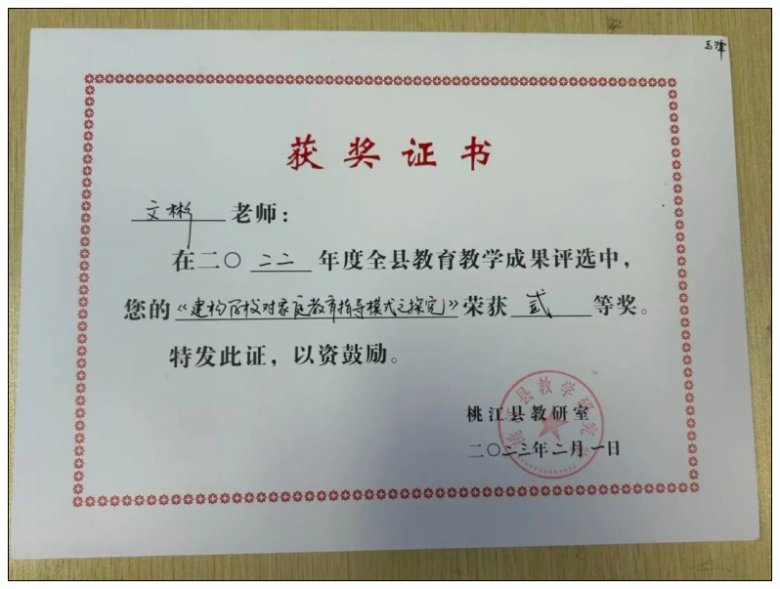 获奖证书
文彬 老师：
在二〇二二 年度全县教育教学成果评选中，
您的《建构学校对家庭教育指导模式之探究》荣获 贰 等奖。
特发此证，以资鼓励。
桃江县教研室
二〇二三年二月一日